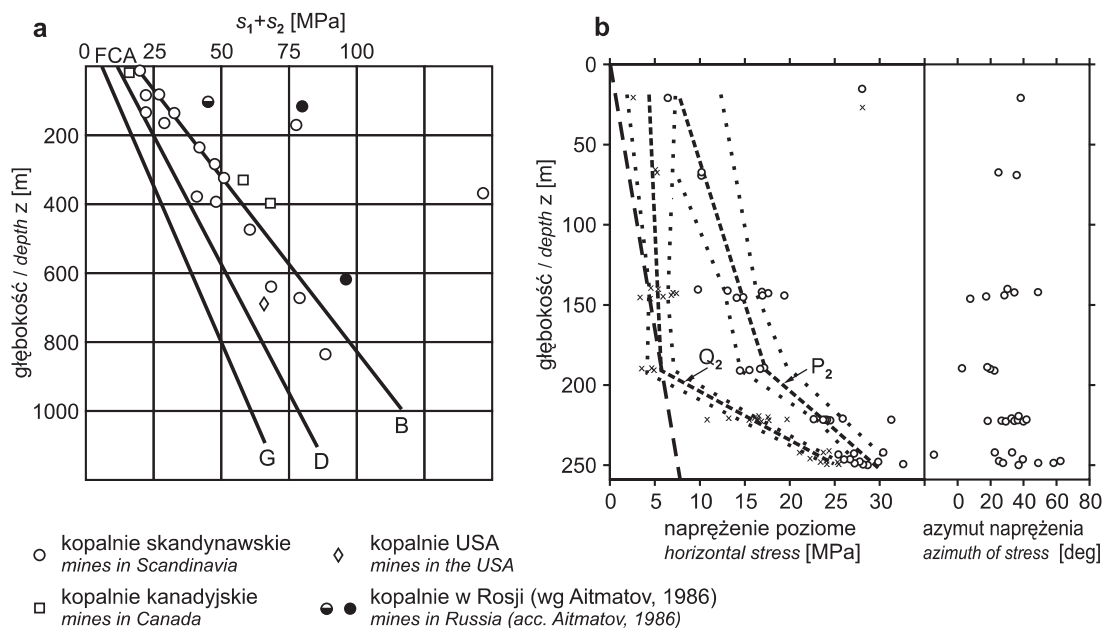 a
s₁+s₂ [MPa]
0 FCA 25 50 75 100
głębokość / depth z [m]
200
400
600
800
1000
B
G D
kopalnie skandynawskie
mines in Scandinavia
kopalnie USA
mines in the USA
kopalnie kanadyjskie
mines in Canada
kopalnie w Rosji (wg Aitmatov, 1986)
mines in Russia (acc. Aitmatov, 1986)
b
głębokość / depth z [m]
0
50
100
150
200
250
Q₂
P₂
0 5 10 15 20 25 30
naprężenie poziome
horizontal stress [MPa]
0 20 40 60 80
azymut naprężenia
azimuth of stress [deg]